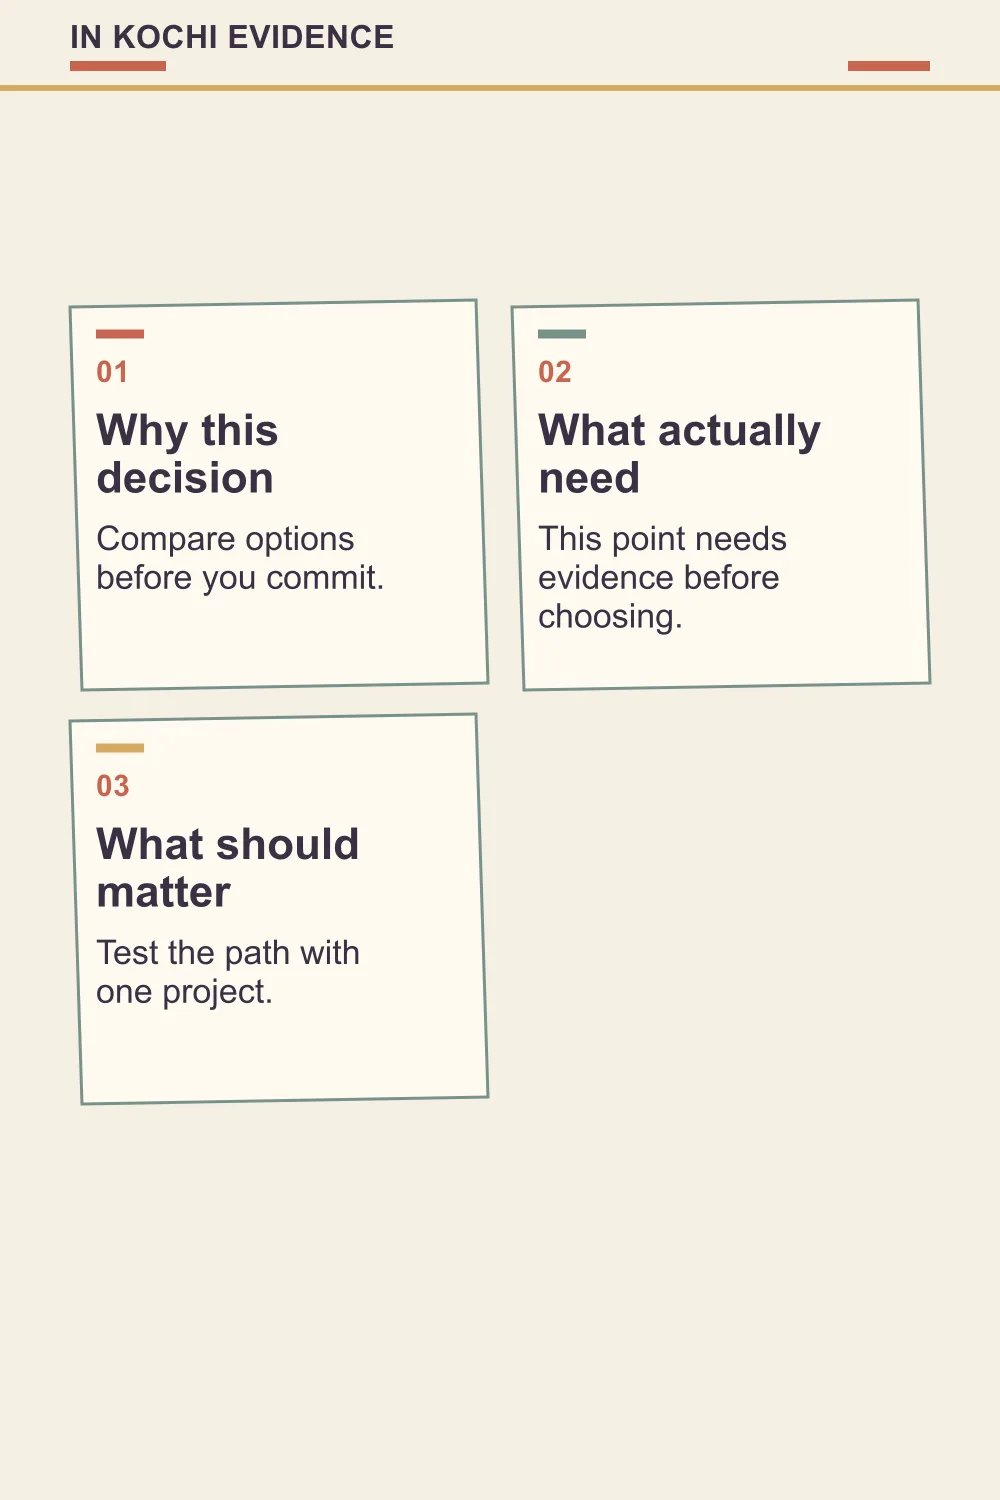 IN KOCHI EVIDENCE
01
Why this
decision
Compare options
before you commit.
02
What actually
need
This point needs
evidence before
choosing.
03
What should
matter
Test the path with
one project.